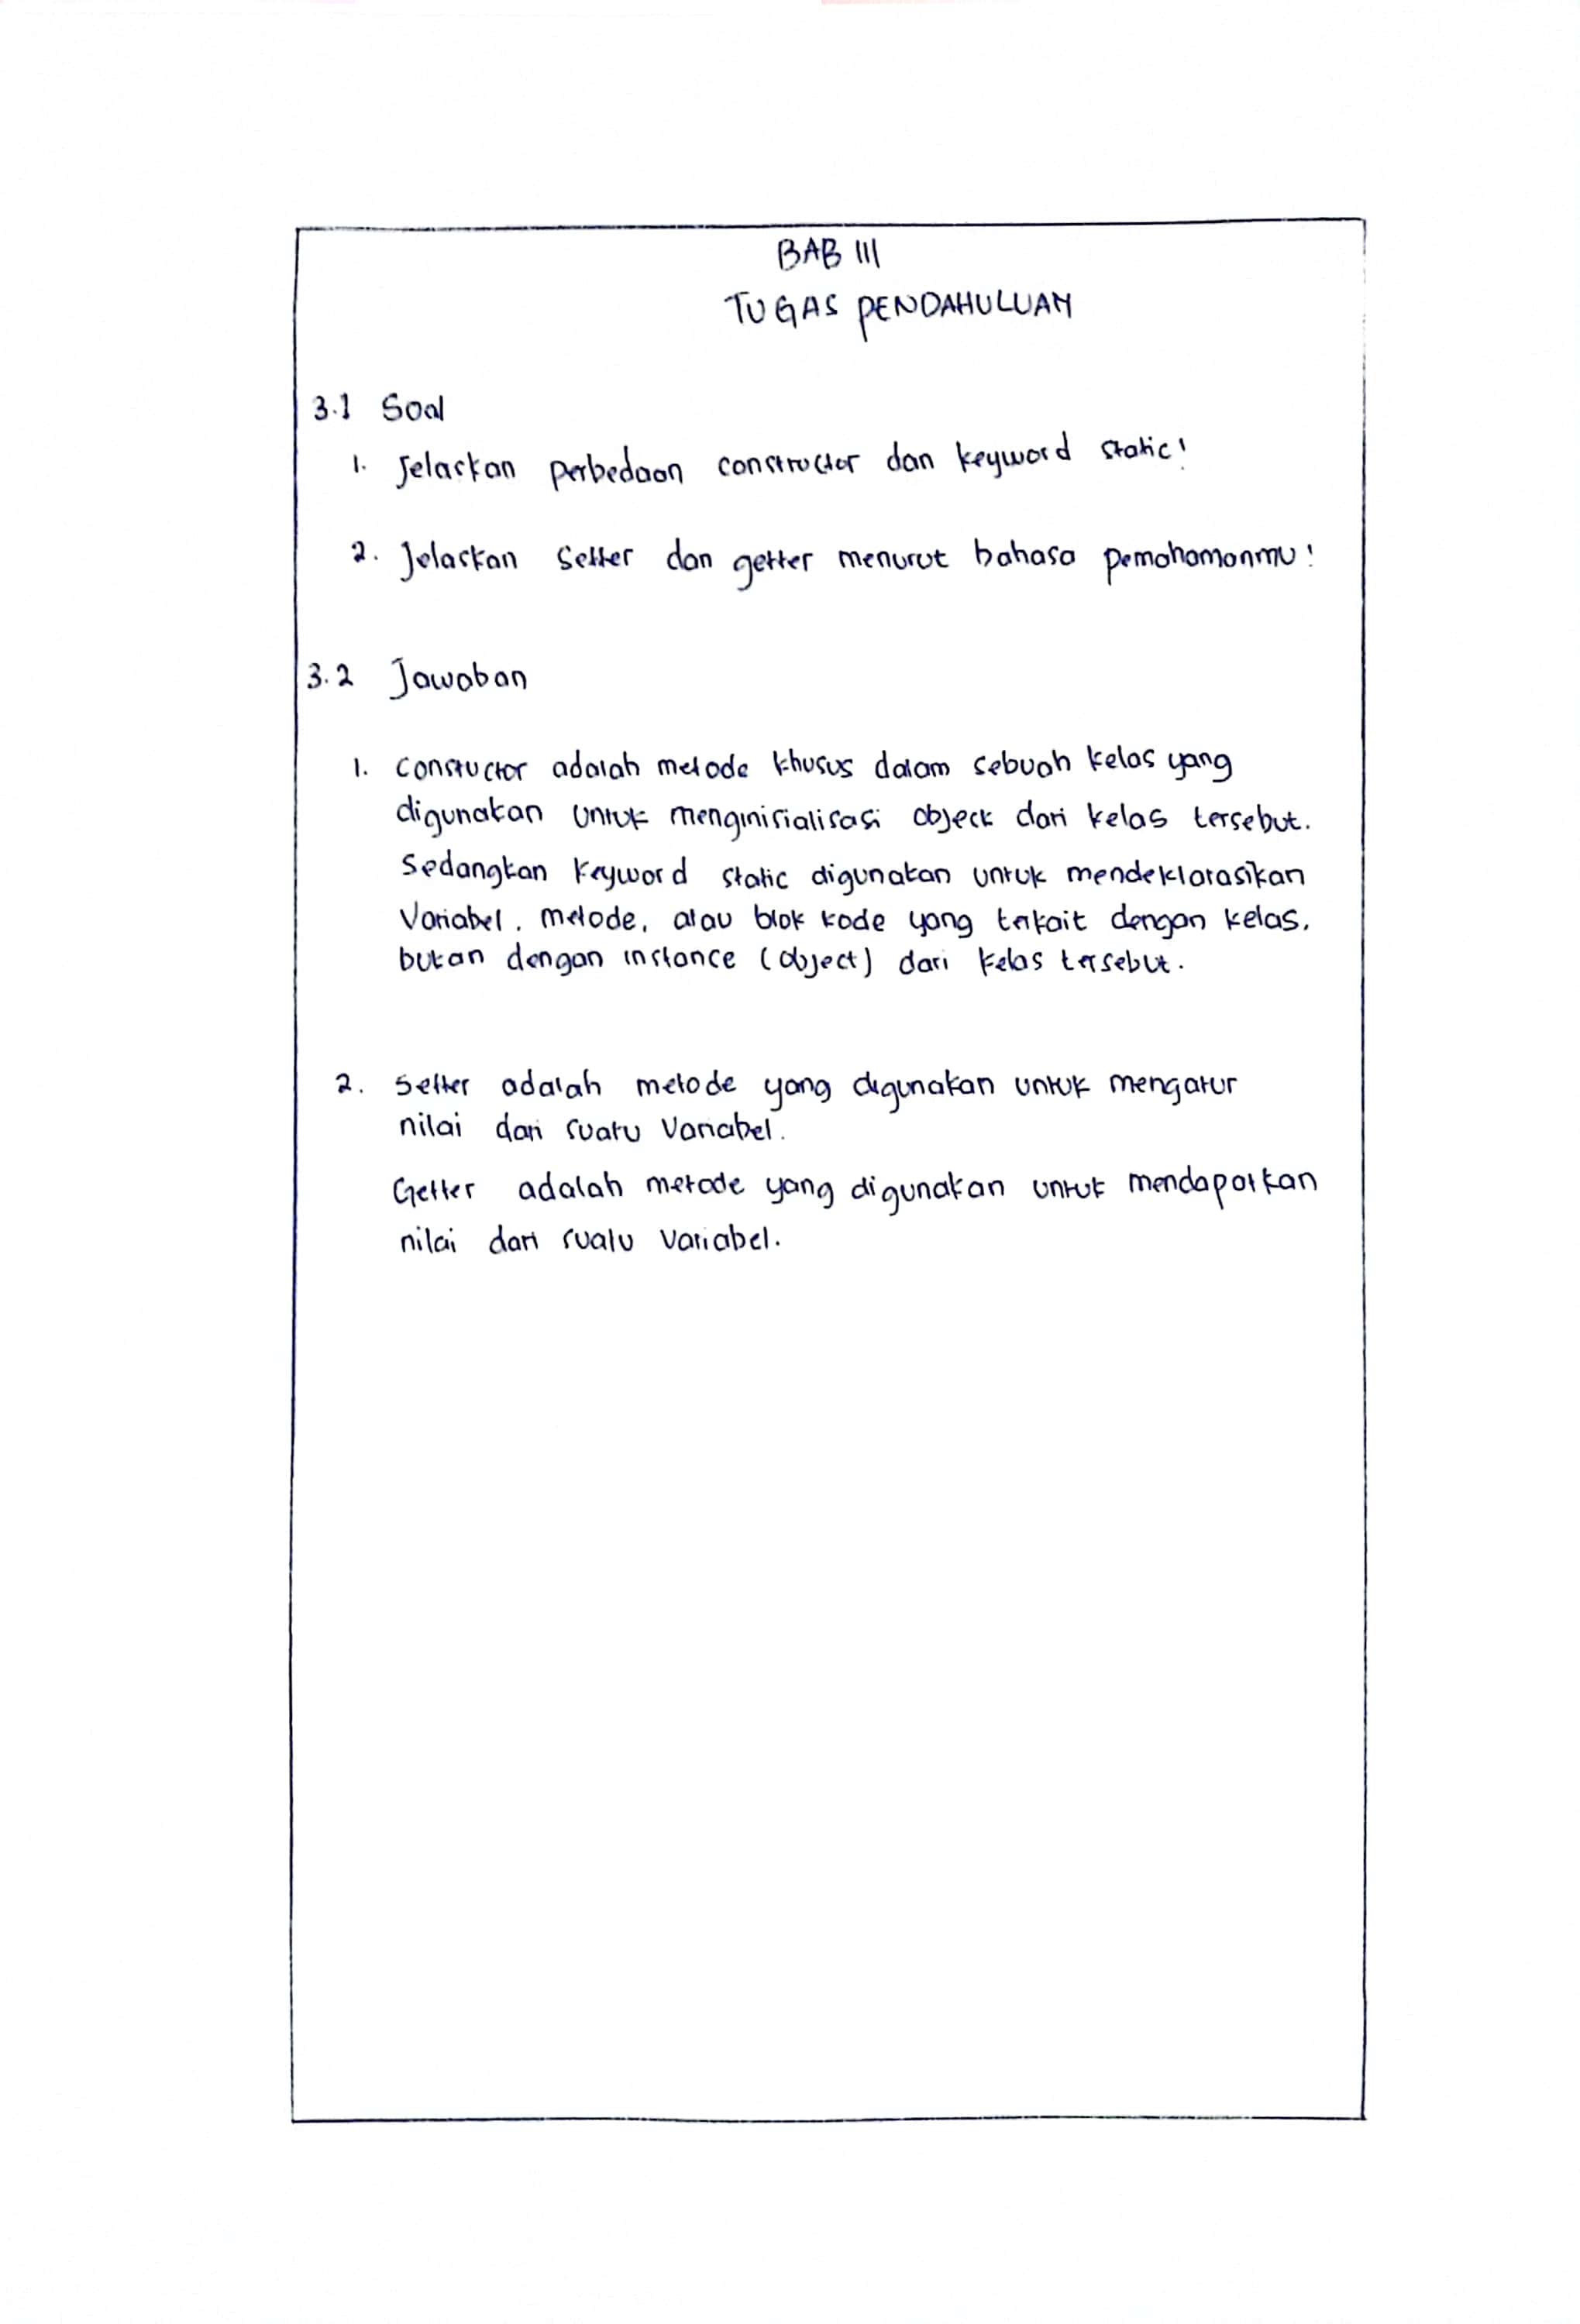 BAB III
TUGAS PENDAHULUAN
3.1 Soal
1. Jelaskan perbedaan constructor dan keyword static!
2. Jelaskan setter dan getter menurut bahasa pemahamanmu!
3.2 Jawaban
1. Constuctor adalah metode khusus dalam sebuah kelas yang
digunakan untuk menginisialisasi object dari kelas tersebut.
Sedangkan keyword static digunakan untuk mendeklarasikan
Variabel, metode, atau blok kode yang terkait dengan kelas,
bukan dengan instance (object) dari kelas tersebut.
2. Setter adalah metode yang digunakan untuk mengatur
nilai dari suatu Variabel.
Getter adalah metode yang digunakan untuk mendapatkan
nilai dari suatu Variabel.